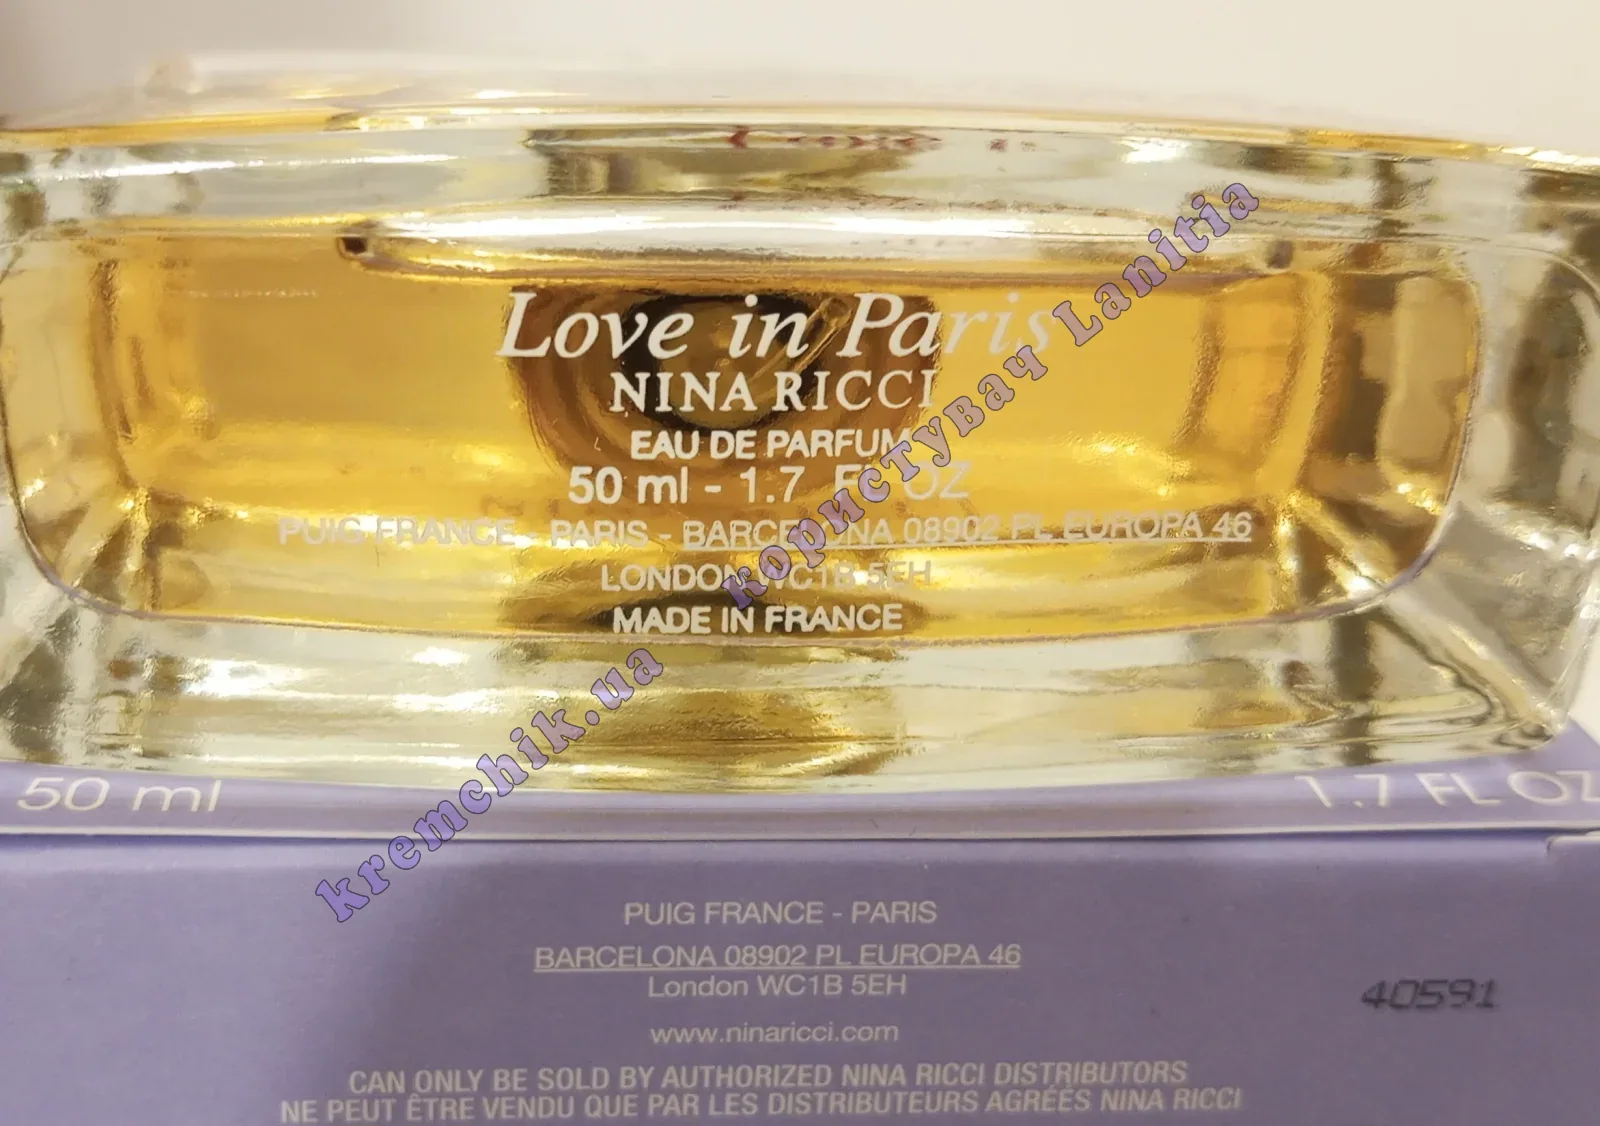 Love in Paris
NINA RICCI
EAU DE PARFUM
50 ml - 1.7 FL OZ
PUIG FRANCE - PARIS - BARCELONA 08902 PL EUROPA 46
LONDON WC1B 5EH
MADE IN FRANCE
kremchik.ua користувач Lanitia
50 ml 1.7 FL OZ
PUIG FRANCE - PARIS
BARCELONA 08902 PL EUROPA 46
London WC1B 5EH
40591
www.ninaricci.com
CAN ONLY BE SOLD BY AUTHORIZED NINA RICCI DISTRIBUTORS
NE PEUT ÊTRE VENDU QUE PAR LES DISTRIBUTEURS AGRÉÉS NINA RICCI